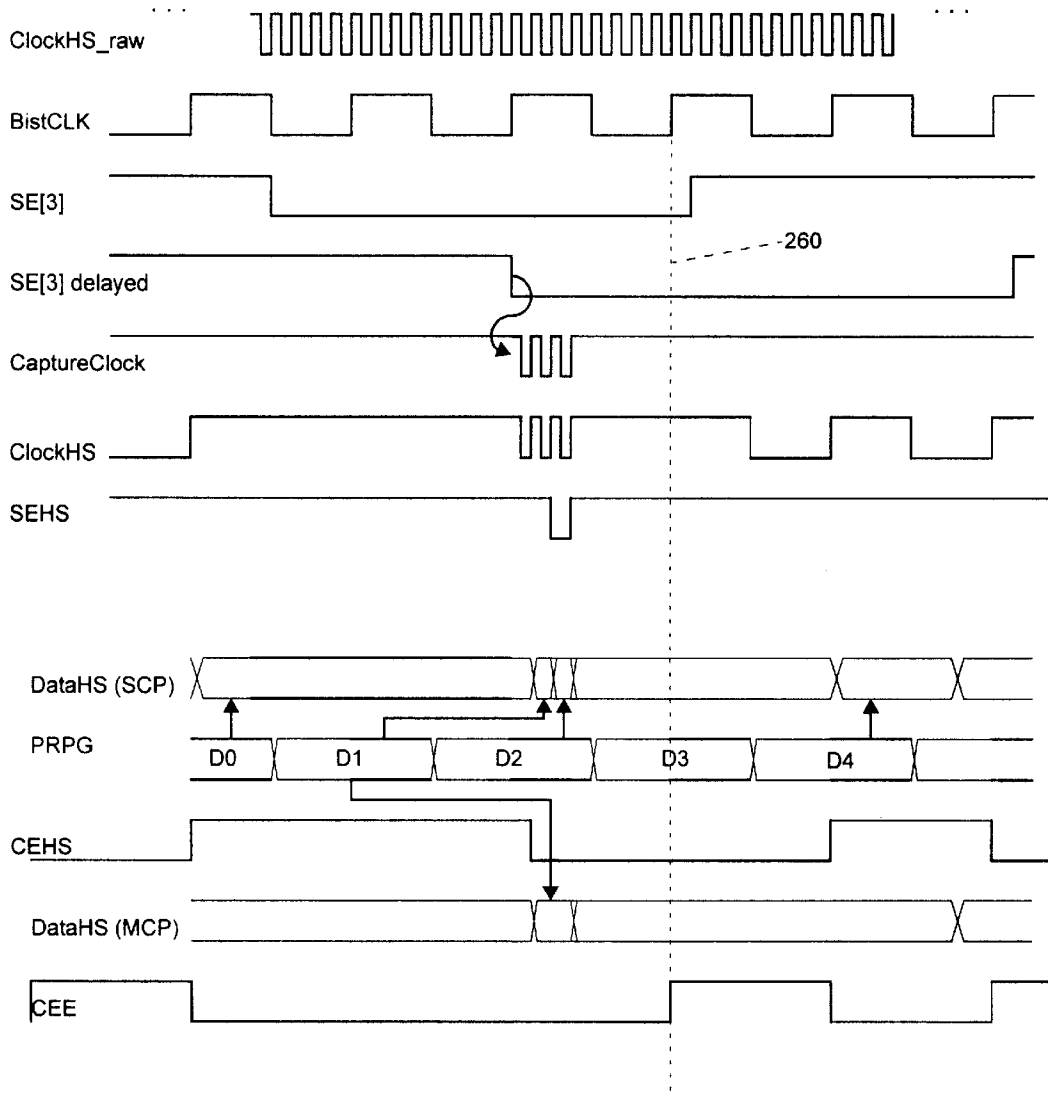 . . .
. . .
ClockHS_raw
BistCLK
SE[3]
260
SE[3] delayed
CaptureClock
ClockHS
SEHS
DataHS (SCP)
PRPG
D0
D1
D2
D3
D4
CEHS
DataHS (MCP)
CEE